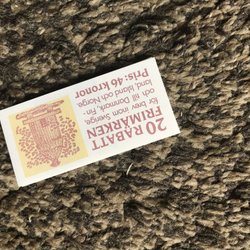 20 RABATT
FRIMÄRKEN
för brev inom Sverige.
och till Danmark, Fin-
land, Island och Norge
Pris: 46 kronor